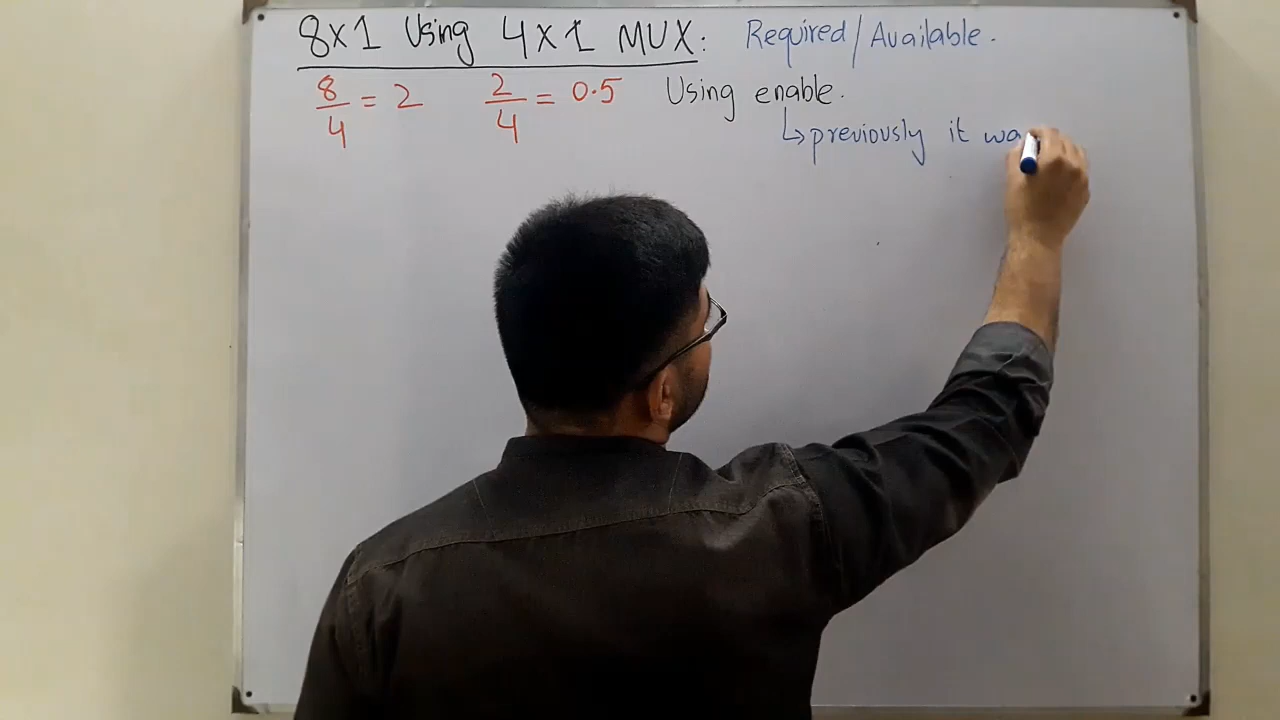 8x1 Using 4x1 MUX: Required/Available.
8/4 = 2 2/4 = 0.5 Using enable.
↳ previously it wa